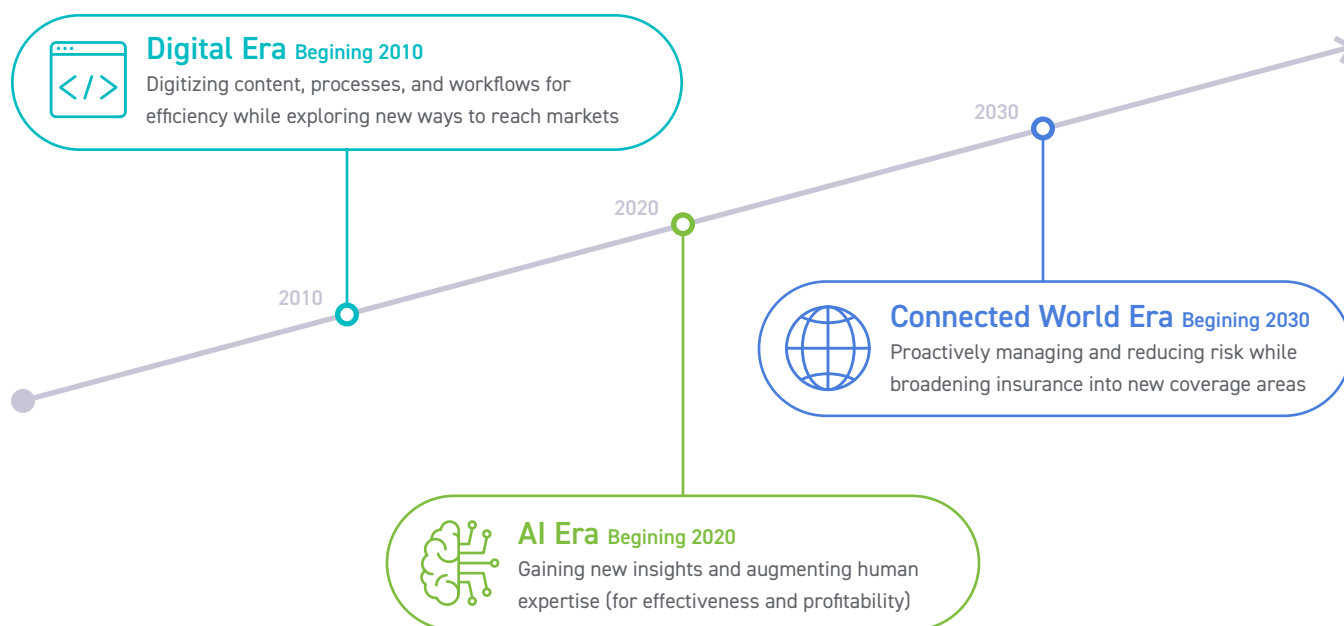 Digital Era Begining 2010
Digitizing content, processes, and workflows for
efficiency while exploring new ways to reach markets
2010
2020
2030
Connected World Era Begining 2030
Proactively managing and reducing risk while
broadening insurance into new coverage areas
AI Era Begining 2020
Gaining new insights and augmenting human
expertise (for effectiveness and profitability)